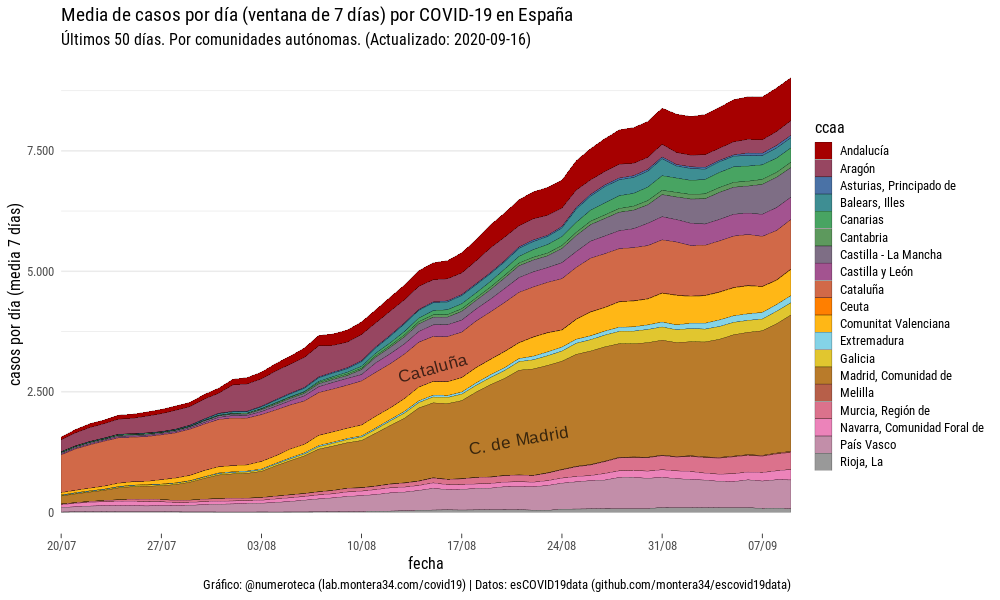 Media de casos por día (ventana de 7 días) por COVID-19 en España
Últimos 50 días. Por comunidades autónomas. (Actualizado: 2020-09-16)
casos por día (media 7 días)
7.500
5.000
2.500
0
Cataluña
C. de Madrid
20/07
27/07
03/08
10/08
17/08
24/08
31/08
07/09
fecha
ccaa
Andalucía
Aragón
Asturias, Principado de
Balears, Illes
Canarias
Cantabria
Castilla - La Mancha
Castilla y León
Cataluña
Ceuta
Comunitat Valenciana
Extremadura
Galicia
Madrid, Comunidad de
Melilla
Murcia, Región de
Navarra, Comunidad Foral de
País Vasco
Rioja, La
Gráfico: @numeroteca (lab.montera34.com/covid19) | Datos: esCOVID19data (github.com/montera34/escovid19data)